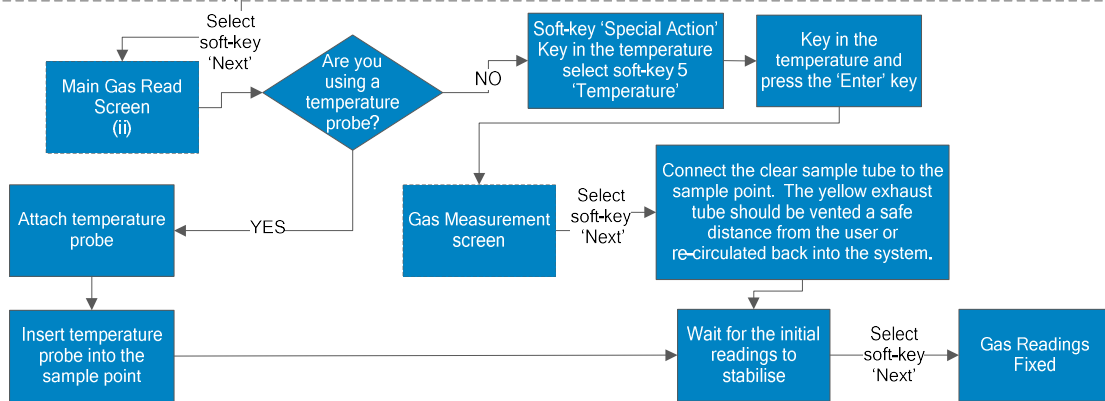 Select
soft-key
‘Next’
Main Gas Read
Screen
(ii)
Are you
using a
temperature
probe?
NO
Soft-key ‘Special Action’
Key in the temperature
select soft-key 5
‘Temperature’
Key in the
temperature and
press the ‘Enter’ key
YES
Attach temperature
probe
Gas Measurement
screen
Select
soft-key
‘Next’
Connect the clear sample tube to the
sample point. The yellow exhaust
tube should be vented a safe
distance from the user or
re-circulated back into the system.
Insert temperature
probe into the
sample point
Wait for the initial
readings to
stabilise
Select
soft-key
‘Next’
Gas Readings
Fixed